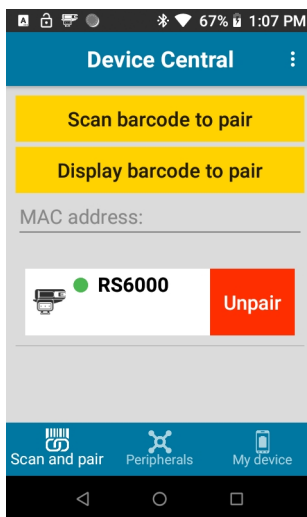 67% 1:07 PM
Device Central
Scan barcode to pair
Display barcode to pair
MAC address:
RS6000
Unpair
Scan and pair Peripherals My device